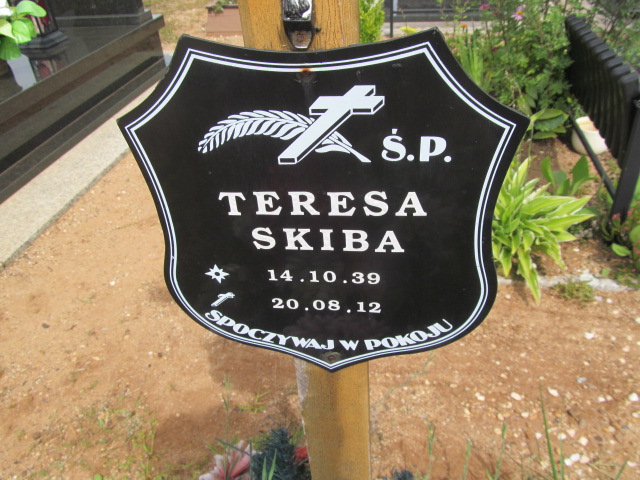 Ś.P.
TERESA
SKIBA
14.10.39
20.08.12
SPOCZYWAJ W POKOJU